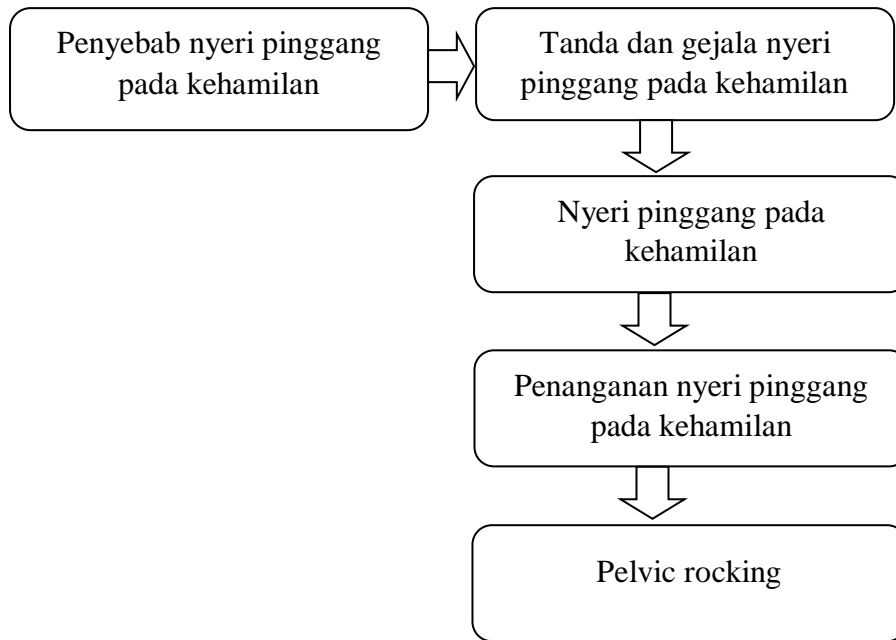 Penyebab nyeri pinggang
pada kehamilan
Tanda dan gejala nyeri
pinggang pada kehamilan
Nyeri pinggang pada
kehamilan
Penanganan nyeri pinggang
pada kehamilan
Pelvic rocking